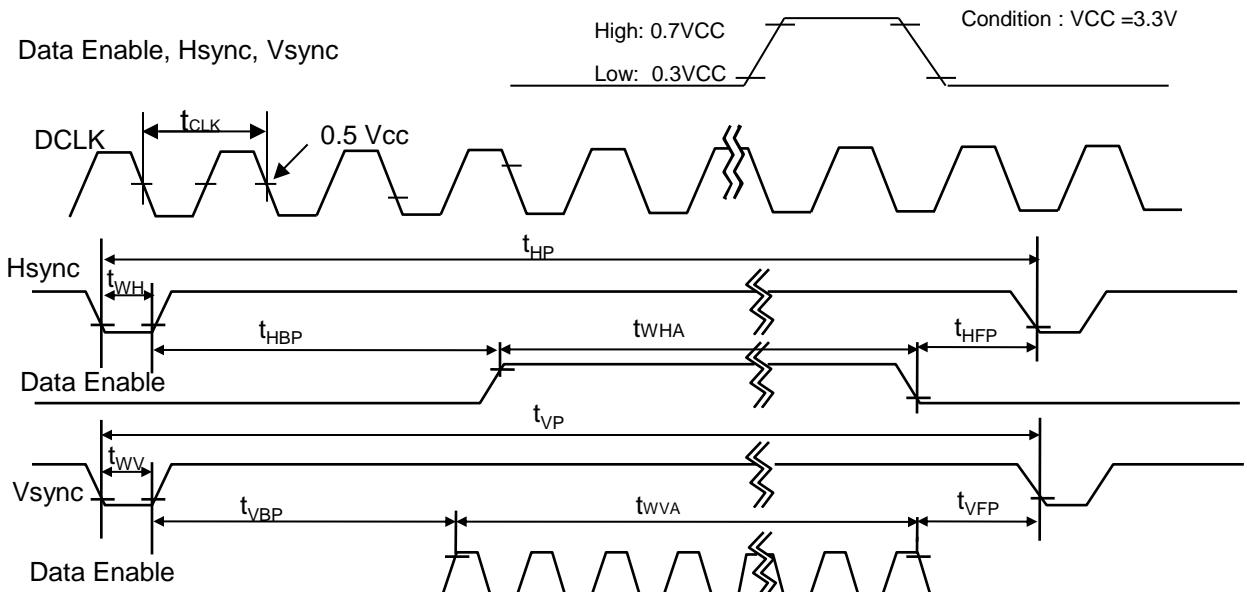 Condition : VCC =3.3V
High: 0.7VCC
Data Enable, Hsync, Vsync
Low: 0.3VCC
tCLK
0.5 Vcc
DCLK
tHP
Hsync
tWH
tHBP
tWHA
tHFP
Data Enable
tVP
tWV
Vsync
tVBP
tWVA
tVFP
Data Enable